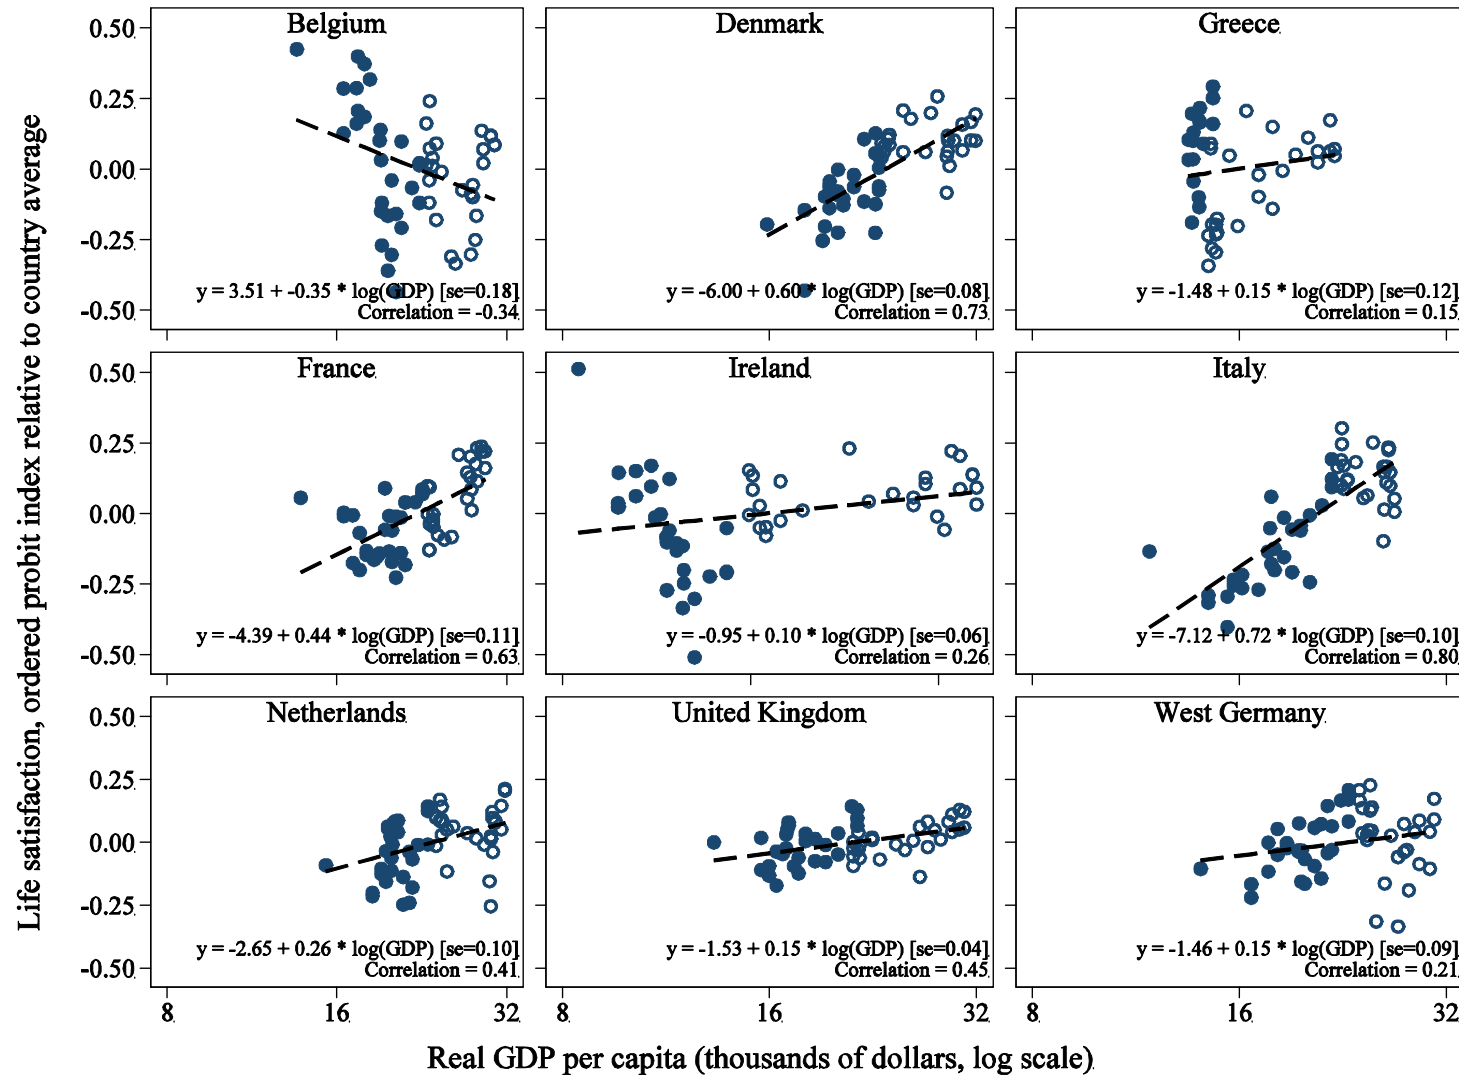 Life satisfaction, ordered probit index relative to country average
Belgium
0.50
0.25
0.00
-0.25
-0.50
y = 3.51 + -0.35 * log(GDP) [se=0.18]
Correlation = -0.34
Denmark
y = -6.00 + 0.60 * log(GDP) [se=0.08]
Correlation = 0.73
Greece
y = -1.48 + 0.15 * log(GDP) [se=0.12]
Correlation = 0.15
France
0.50
0.25
0.00
-0.25
-0.50
y = -4.39 + 0.44 * log(GDP) [se=0.11]
Correlation = 0.63
Ireland
y = -0.95 + 0.10 * log(GDP) [se=0.06]
Correlation = 0.26
Italy
y = -7.12 + 0.72 * log(GDP) [se=0.10]
Correlation = 0.80
Netherlands
0.50
0.25
0.00
-0.25
-0.50
y = -2.65 + 0.26 * log(GDP) [se=0.10]
Correlation = 0.41
8 16 32
United Kingdom
y = -1.53 + 0.15 * log(GDP) [se=0.04]
Correlation = 0.45
8 16 32
West Germany
y = -1.46 + 0.15 * log(GDP) [se=0.09]
Correlation = 0.21
8 16 32
Real GDP per capita (thousands of dollars, log scale)